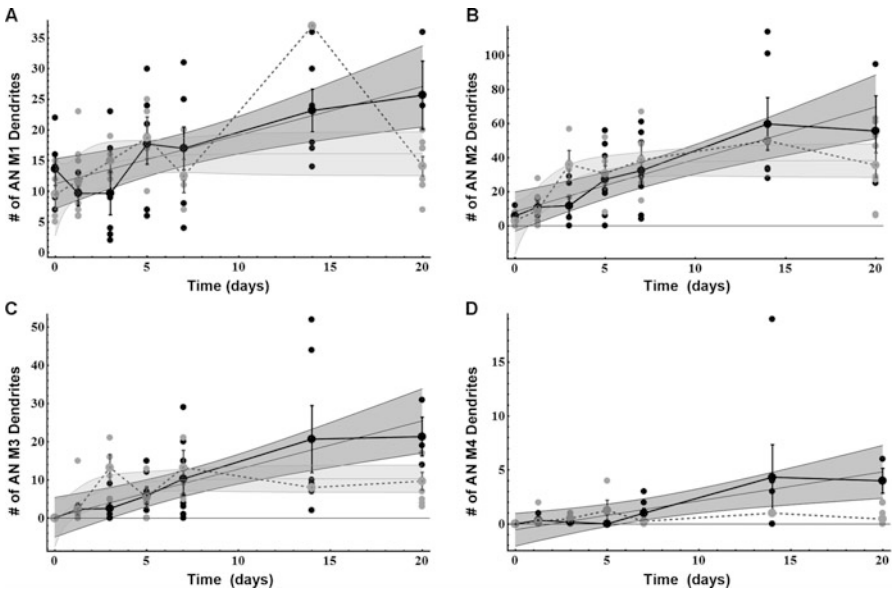 A
# of AN M1 Dendrites
35
30
25
20
15
10
5
0
0 5 10 15 20
Time (days)
B
# of AN M2 Dendrites
100
80
60
40
20
0
0 5 10 15 20
Time (days)
C
# of AN M3 Dendrites
50
40
30
20
10
0
0 5 10 15 20
Time (days)
D
# of AN M4 Dendrites
20
15
10
5
0
0 5 10 15 20
Time (days)